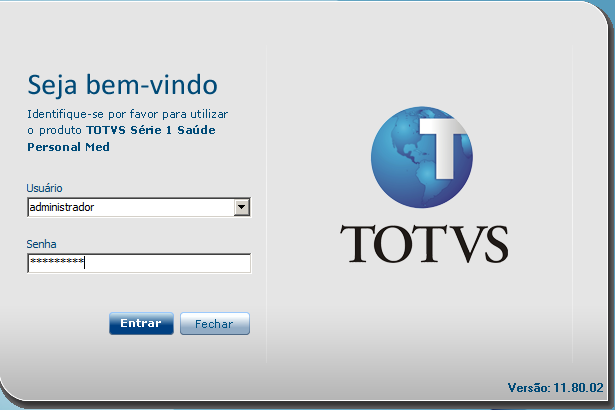 Seja bem-vindo
Identifique-se por favor para utilizar
o produto TOTVS Série 1 Saúde
Personal Med
Usuário
administrador
Senha
*********
Entrar
Fechar
T
TOTVS
Versão: 11.80.02